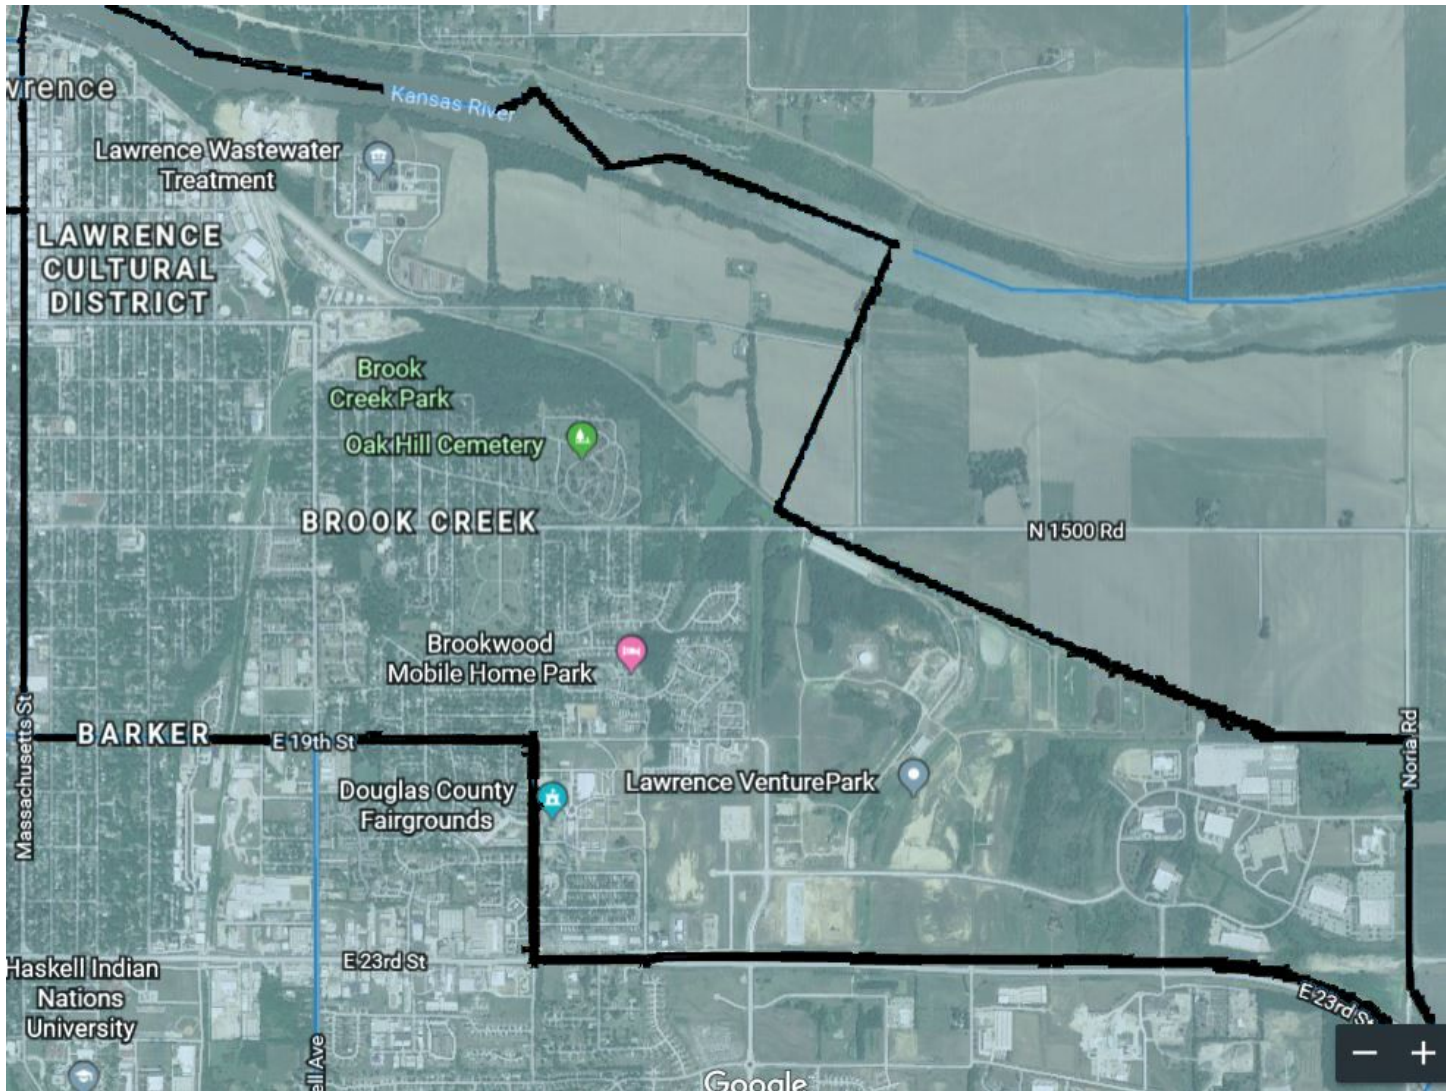 wrence
Kansas River
Lawrence Wastewater
Treatment
LAWRENCE
CULTURAL
DISTRICT
Brook
Creek Park
Oak Hill Cemetery
BROOK CREEK
N 1500 Rd
Brookwood
Mobile Home Park
Massachusetts St
BARKER
E 19th St
Noria Rd
Douglas County
Fairgrounds
Lawrence VenturePark
E 23rd St
Haskell Indian
Nations
University
E 23rd St
ell Ave
Google